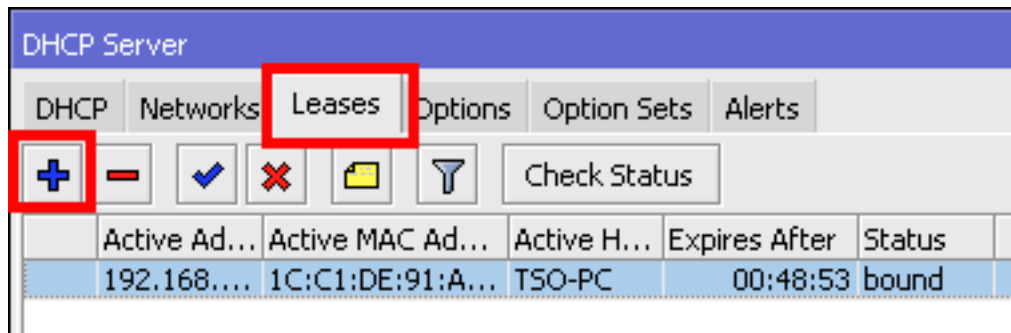 DHCP Server
DHCP Networks Leases Options Option Sets Alerts
Check Status
Active Ad... Active MAC Ad... Active H... Expires After Status
192.168.... 1C:C1:DE:91:A... TSO-PC 00:48:53 bound